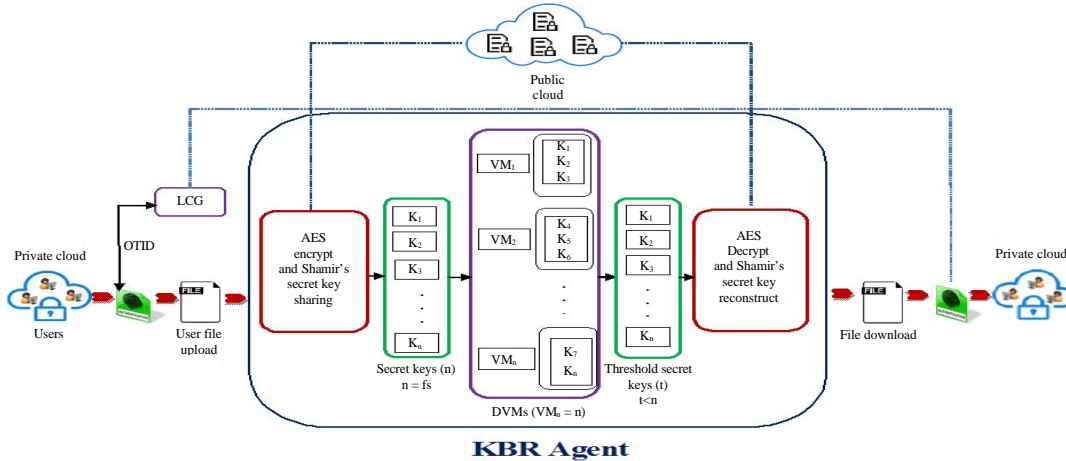 Public
cloud
LCG
OTID
Private cloud
Users
AUTHENTICATION
FILE
User file
upload
AES
encrypt
and Shamir's
secret key
sharing
K1
K2
K3
.
.
.
Kn
Secret keys (n)
n = fs
VM1
K1
K2
K3
VM2
K4
K5
K6
.
.
VMn
K7
Kn
DVMs (VMn = n)
K1
K2
K3
.
.
.
Kn
Threshold secret
keys (t)
t<n
AES
Decrypt
and Shamir's
secret key
reconstruct
FILE
File download
AUTHENTICATION
Private cloud
KBR Agent